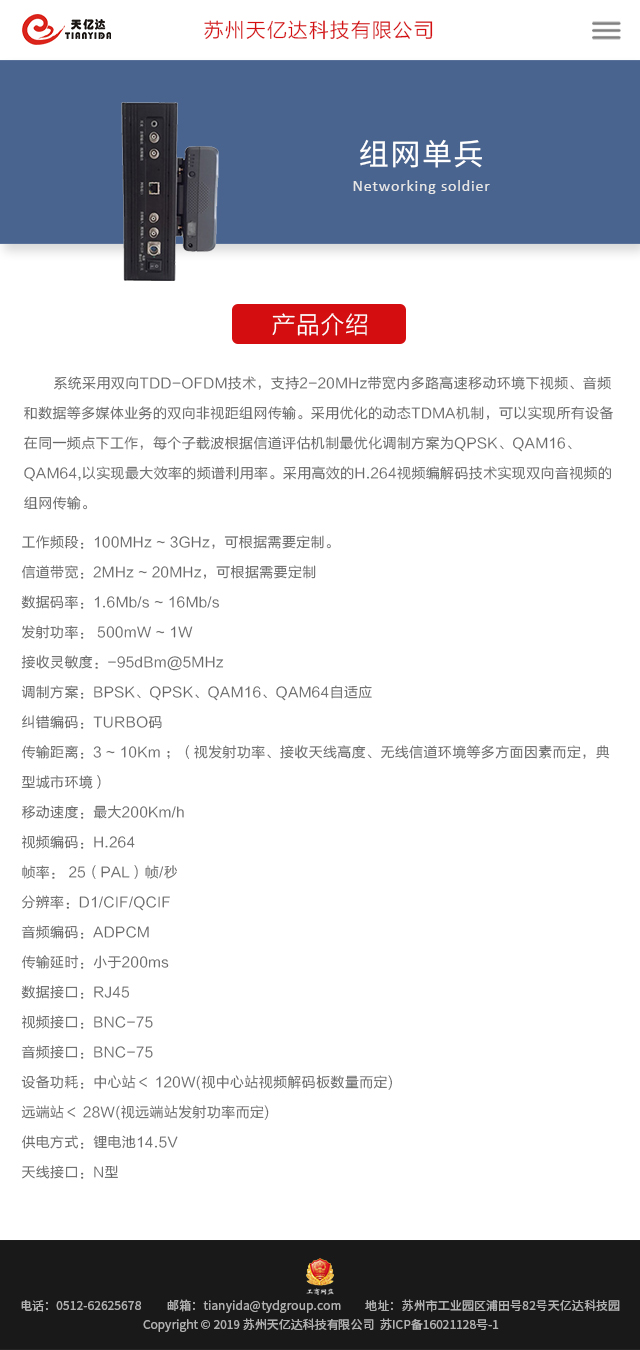 天亿达
TIANYIDA
苏州天亿达科技有限公司
组网单兵
Networking soldier
产品介绍
系统采用双向TDD-OFDM技术，支持2-20MHz带宽内多路高速移动环境下视频、音频
和数据等多媒体业务的双向非视距组网传输。采用优化的动态TDMA机制，可以实现所有设备
在同一频点下工作，每个子载波根据信道评估机制最优化调制方案为QPSK、QAM16、
QAM64,以实现最大效率的频谱利用率。采用高效的H.264视频编解码技术实现双向音视频的
组网传输。
工作频段：100MHz ~ 3GHz，可根据需要定制。
信道带宽：2MHz ~ 20MHz，可根据需要定制
数据码率：1.6Mb/s ~ 16Mb/s
发射功率： 500mW ~ 1W
接收灵敏度：-95dBm@5MHz
调制方案：BPSK、QPSK、QAM16、QAM64自适应
纠错编码：TURBO码
传输距离：3 ~ 10Km ；（ 视发射功率、接收天线高度、无线信道环境等多方面因素而定，典
型城市环境 ）
移动速度：最大200Km/h
视频编码：H.264
帧率： 25（ PAL ）帧/秒
分辨率：D1/CIF/QCIF
音频编码：ADPCM
传输延时：小于200ms
数据接口：RJ45
视频接口：BNC-75
音频接口：BNC-75
设备功耗：中心站＜ 120W(视中心站视频解码板数量而定)
远端站＜ 28W(视远端站发射功率而定)
供电方式：锂电池14.5V
天线接口：N型
工商网监
电话：0512-62625678 邮箱：tianyida@tydgroup.com 地址：苏州市工业园区浦田号82号天亿达科技园
Copyright © 2019 苏州天亿达科技有限公司 苏ICP备16021128号-1